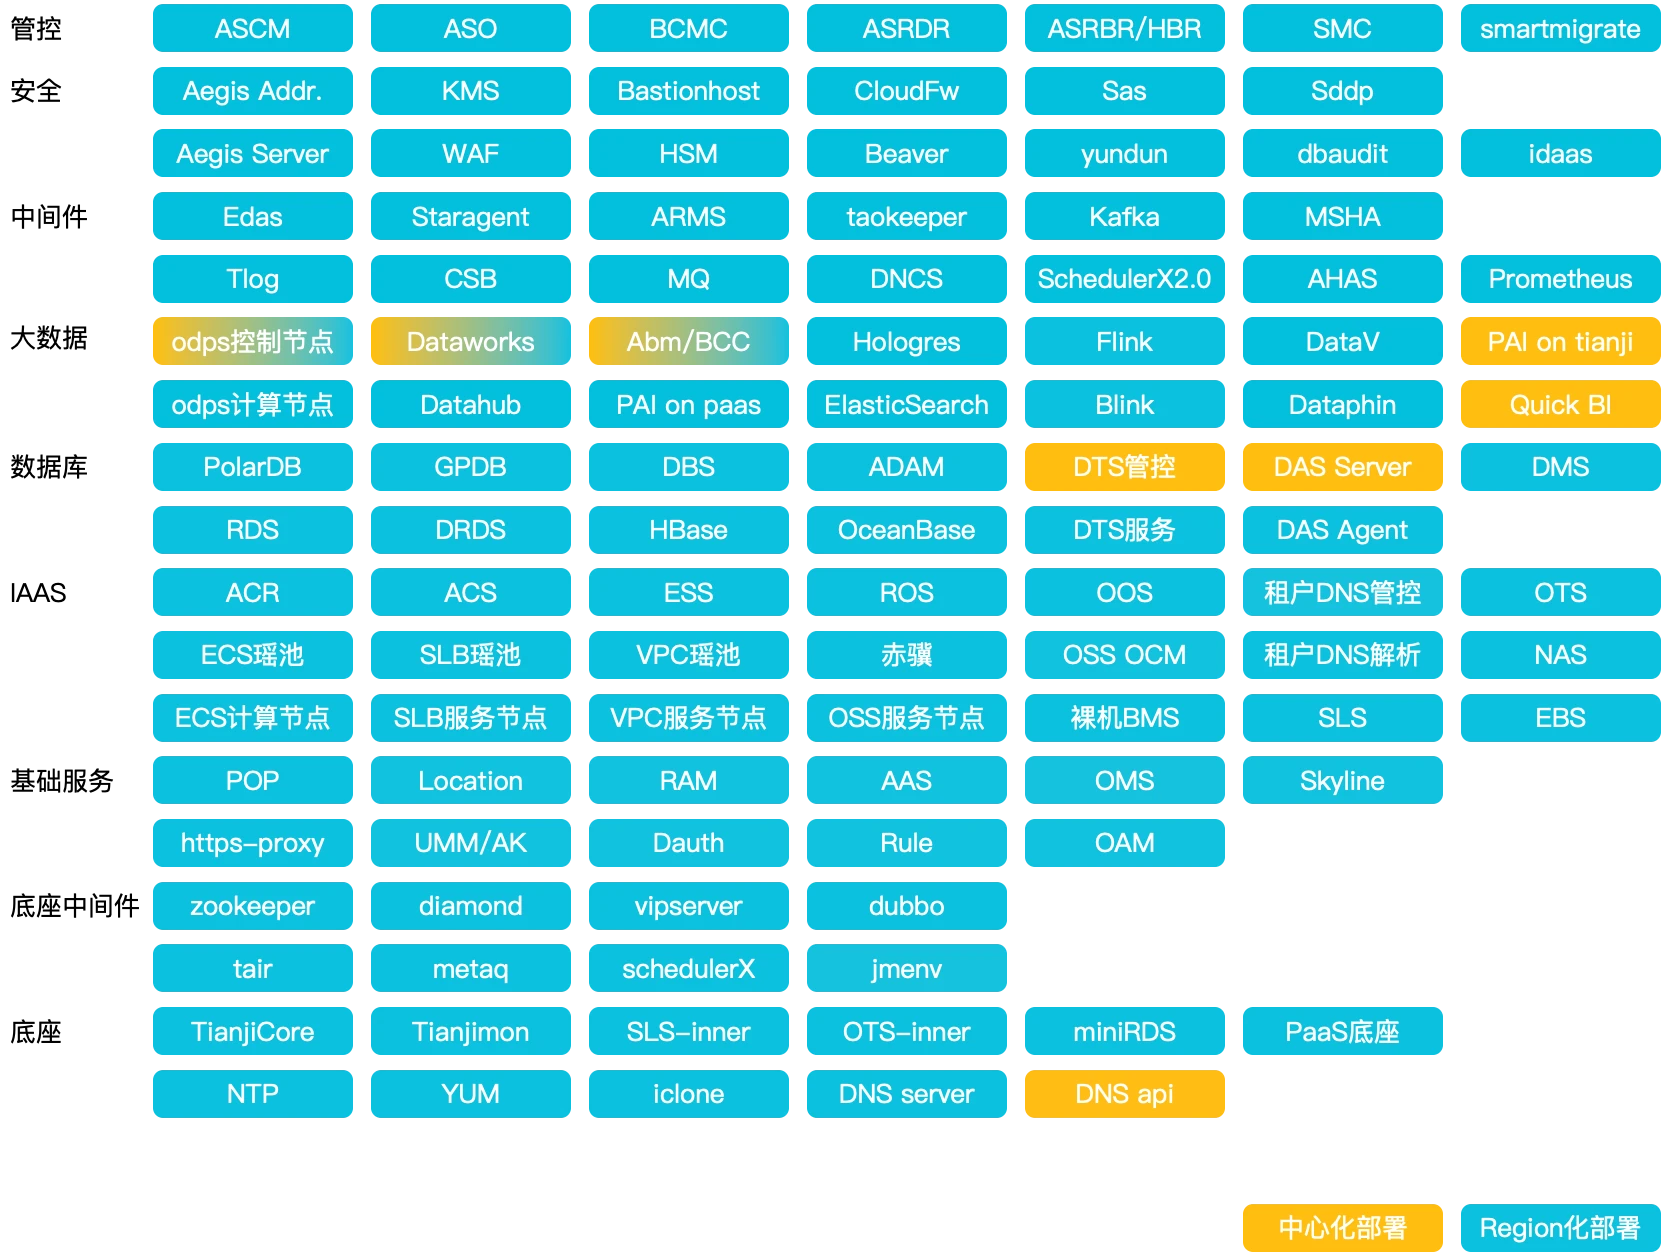 管控 ASCM ASO BCMC ASRDR ASRBR/HBR SMC smartmigrate
安全 Aegis Addr. KMS Bastionhost CloudFw Sas Sddp
Aegis Server WAF HSM Beaver yundun dbaudit idaas
中间件 Edas Staragent ARMS taokeeper Kafka MSHA
Tlog CSB MQ DNCS SchedulerX2.0 AHAS Prometheus
大数据 odps控制节点 Dataworks Abm/BCC Hologres Flink DataV PAI on tianji
odps计算节点 Datahub PAI on paas ElasticSearch Blink Dataphin Quick BI
数据库 PolarDB GPDB DBS ADAM DTS管控 DAS Server DMS
RDS DRDS HBase OceanBase DTS服务 DAS Agent
IAAS ACR ACS ESS ROS OOS 租户DNS管控 OTS
ECS瑶池 SLB瑶池 VPC瑶池 赤骥 OSS OCM 租户DNS解析 NAS
ECS计算节点 SLB服务节点 VPC服务节点 OSS服务节点 裸机BMS SLS EBS
基础服务 POP Location RAM AAS OMS Skyline
https-proxy UMM/AK Dauth Rule OAM
底座中间件 zookeeper diamond vipserver dubbo
tair metaq schedulerX jmenv
底座 TianjiCore Tianjimon SLS-inner OTS-inner miniRDS PaaS底座
NTP YUM iclone DNS server DNS api
中心化部署 Region化部署